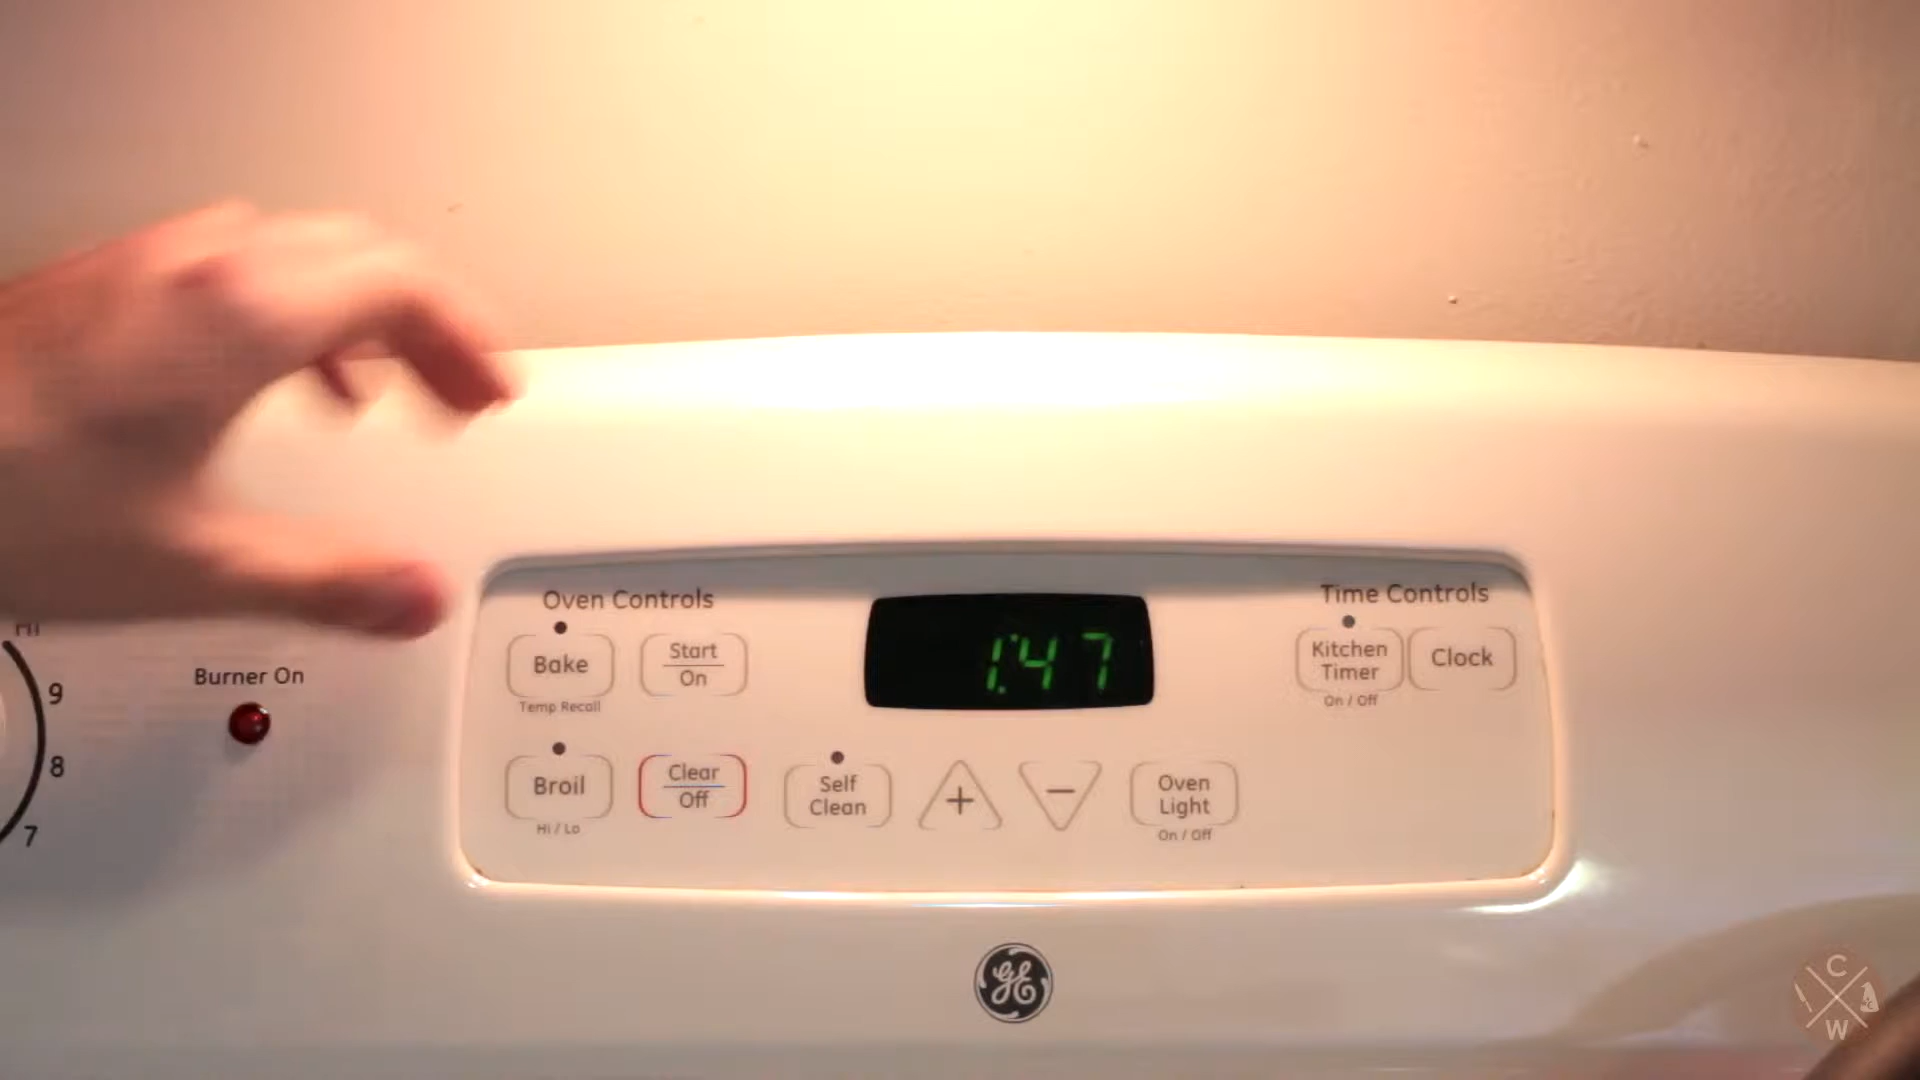 Oven Controls
Time Controls
Bake
Start
On
1:47
Kitchen
Timer
Clock
Temp Recall
On / Off
Hi
9
8
7
Burner On
Broil
Clear
Off
Self
Clean
+
−
Oven
Light
Hi / Lo
On / Off
GE
C
W